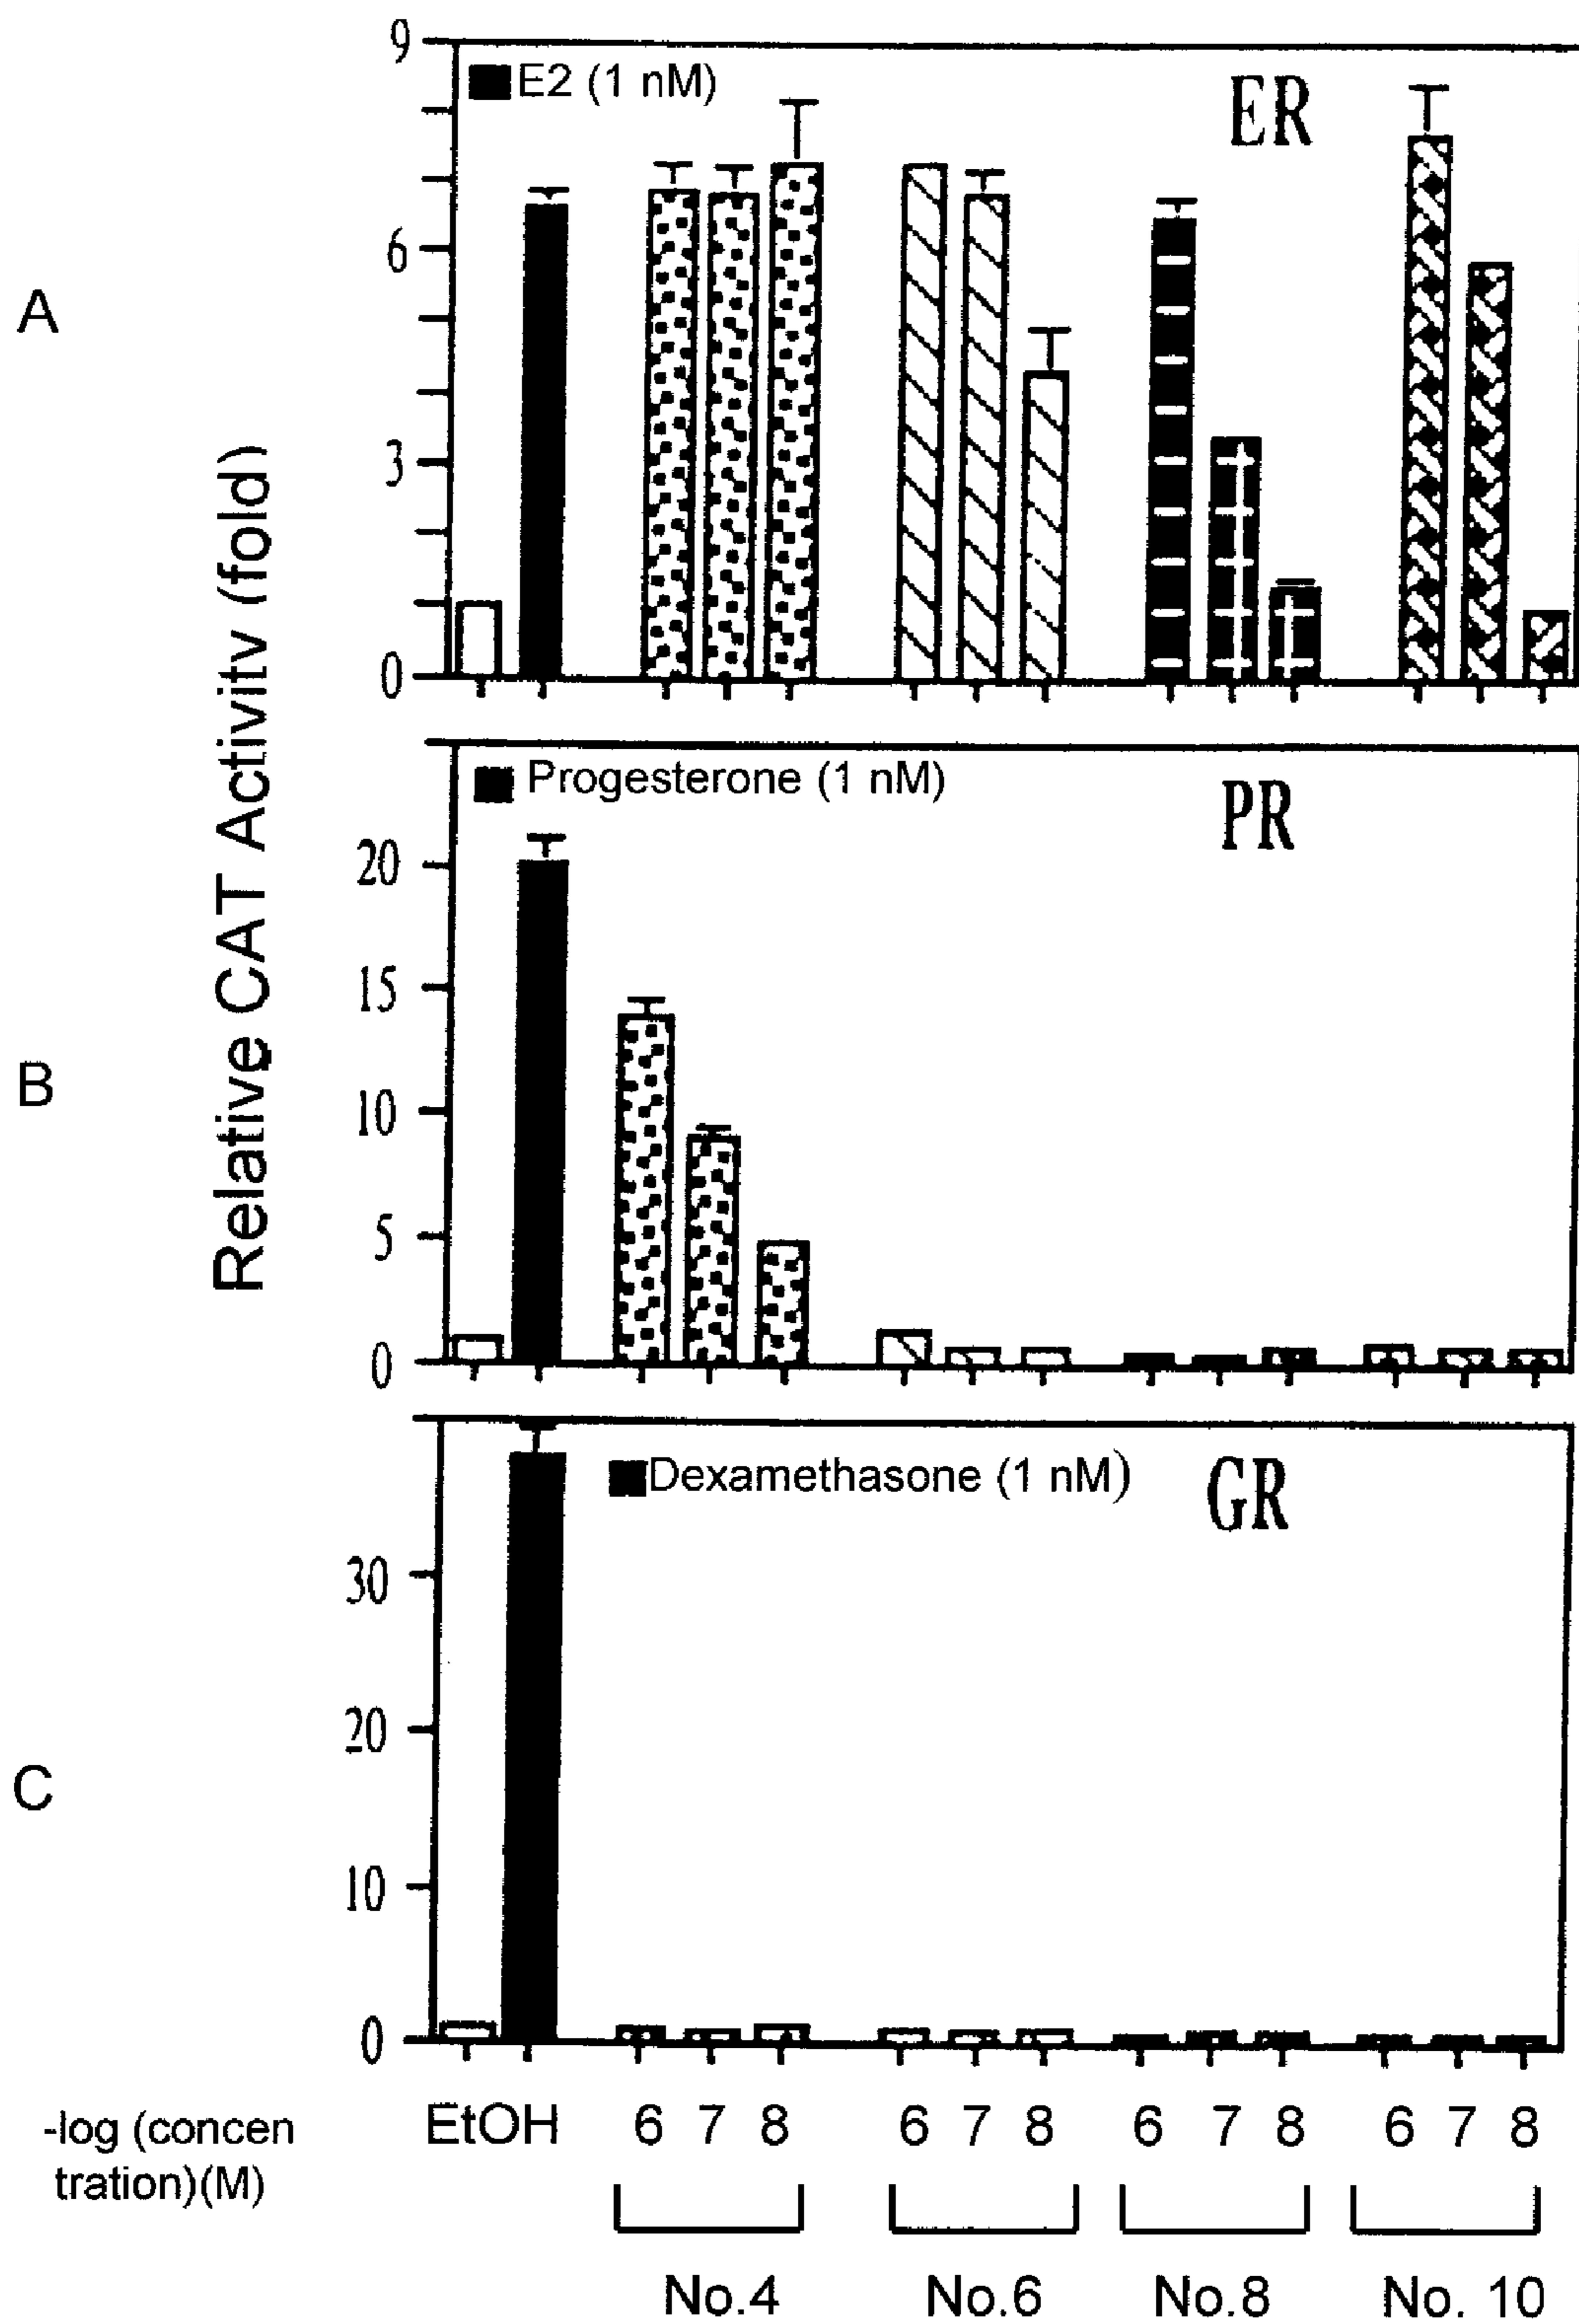 Relative CAT Activity (fold)
A
9
6
3
0
E2 (1 nM)
ER
B
20
15
10
5
0
Progesterone (1 nM)
PR
C
30
20
10
0
Dexamethasone (1 nM)
GR
-log (concen
tration)(M)
EtOH 6 7 8 6 7 8 6 7 8 6 7 8
No.4 No.6 No.8 No. 10